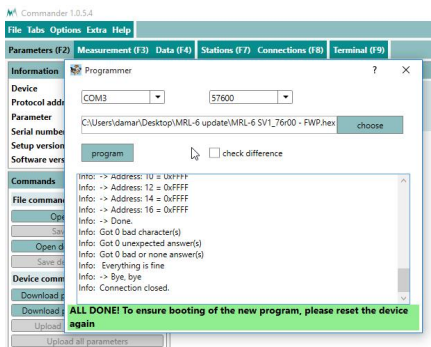 Commander 1.0.5.4
File Tabs Options Extra Help
Parameters (F2) Measurement (F3) Data (F4) Stations (F7) Connections (F8) Terminal (F9)
Information
Programmer ? ×
Device
Protocol addr
Parameter
Serial number
Setup version
Software vers
COM3 57600
C:\Users\damar\Desktop\MRL-6 update\MRL-6 SV1_76r00 - FWP.hex choose
program check difference
Commands
File comman
Ope
Sav
Open d
Save de
Device comm
Download p
Download p
Upload
Upload all parameters
Info: -> Address: 10 = 0xFFFF
Info: -> Address: 12 = 0xFFFF
Info: -> Address: 14 = 0xFFFF
Info: -> Address: 16 = 0xFFFF
Info: -> Done.
Info: Got 0 bad character(s)
Info: Got 0 unexpected answer(s)
Info: Got 0 bad or none answer(s)
Info: Everything is fine
Info: -> Bye, bye
Info: Connection closed.
ALL DONE! To ensure booting of the new program, please reset the device
again